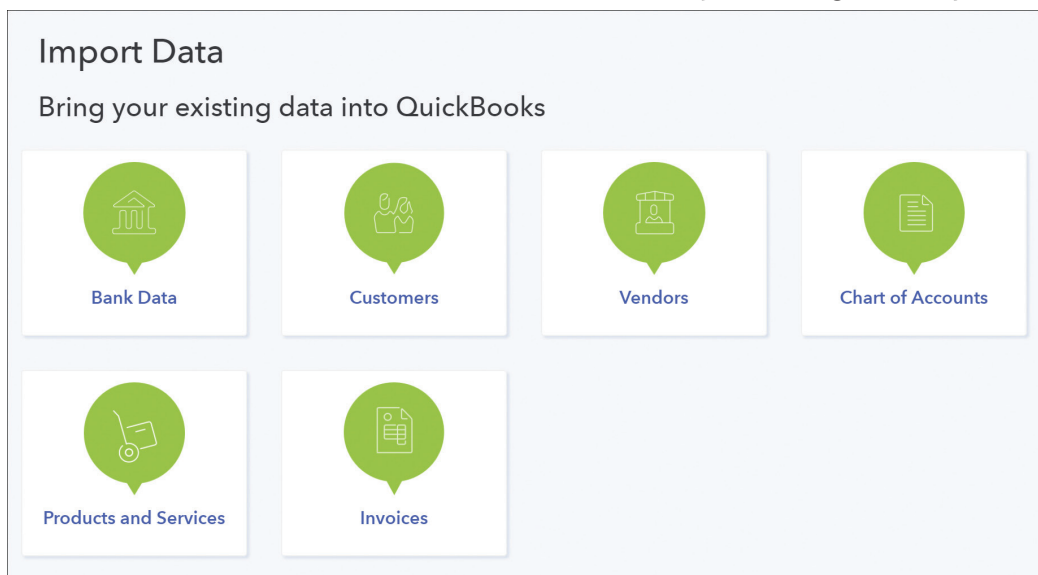 Import Data
Bring your existing data into QuickBooks
Bank Data
Customers
Vendors
Chart of Accounts
Products and Services
Invoices